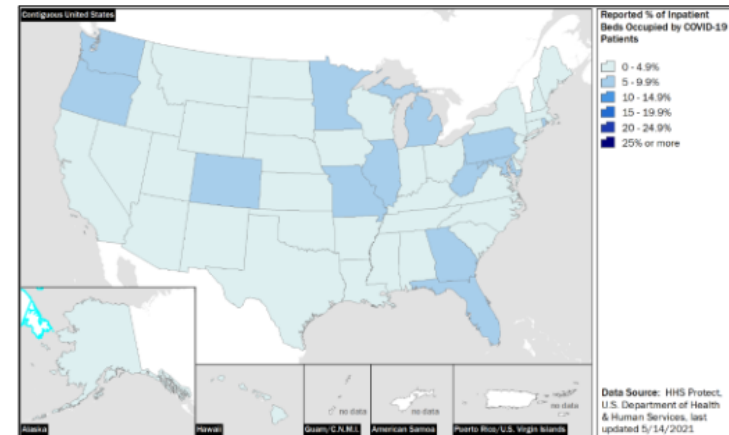 Contiguous United States
Reported % of Inpatient
Beds Occupied by COVID-19
Patients
0 - 4.9%
5 - 9.9%
10 - 14.9%
15 - 19.9%
20 - 24.9%
25% or more
no data
no data
no data
Alaska
Hawaii
Guam/C.N.M.I.
American Samoa
Puerto Rico/U.S. Virgin Islands
Data Source: HHS Protect,
U.S. Department of Health
& Human Services, last
updated 5/14/2021